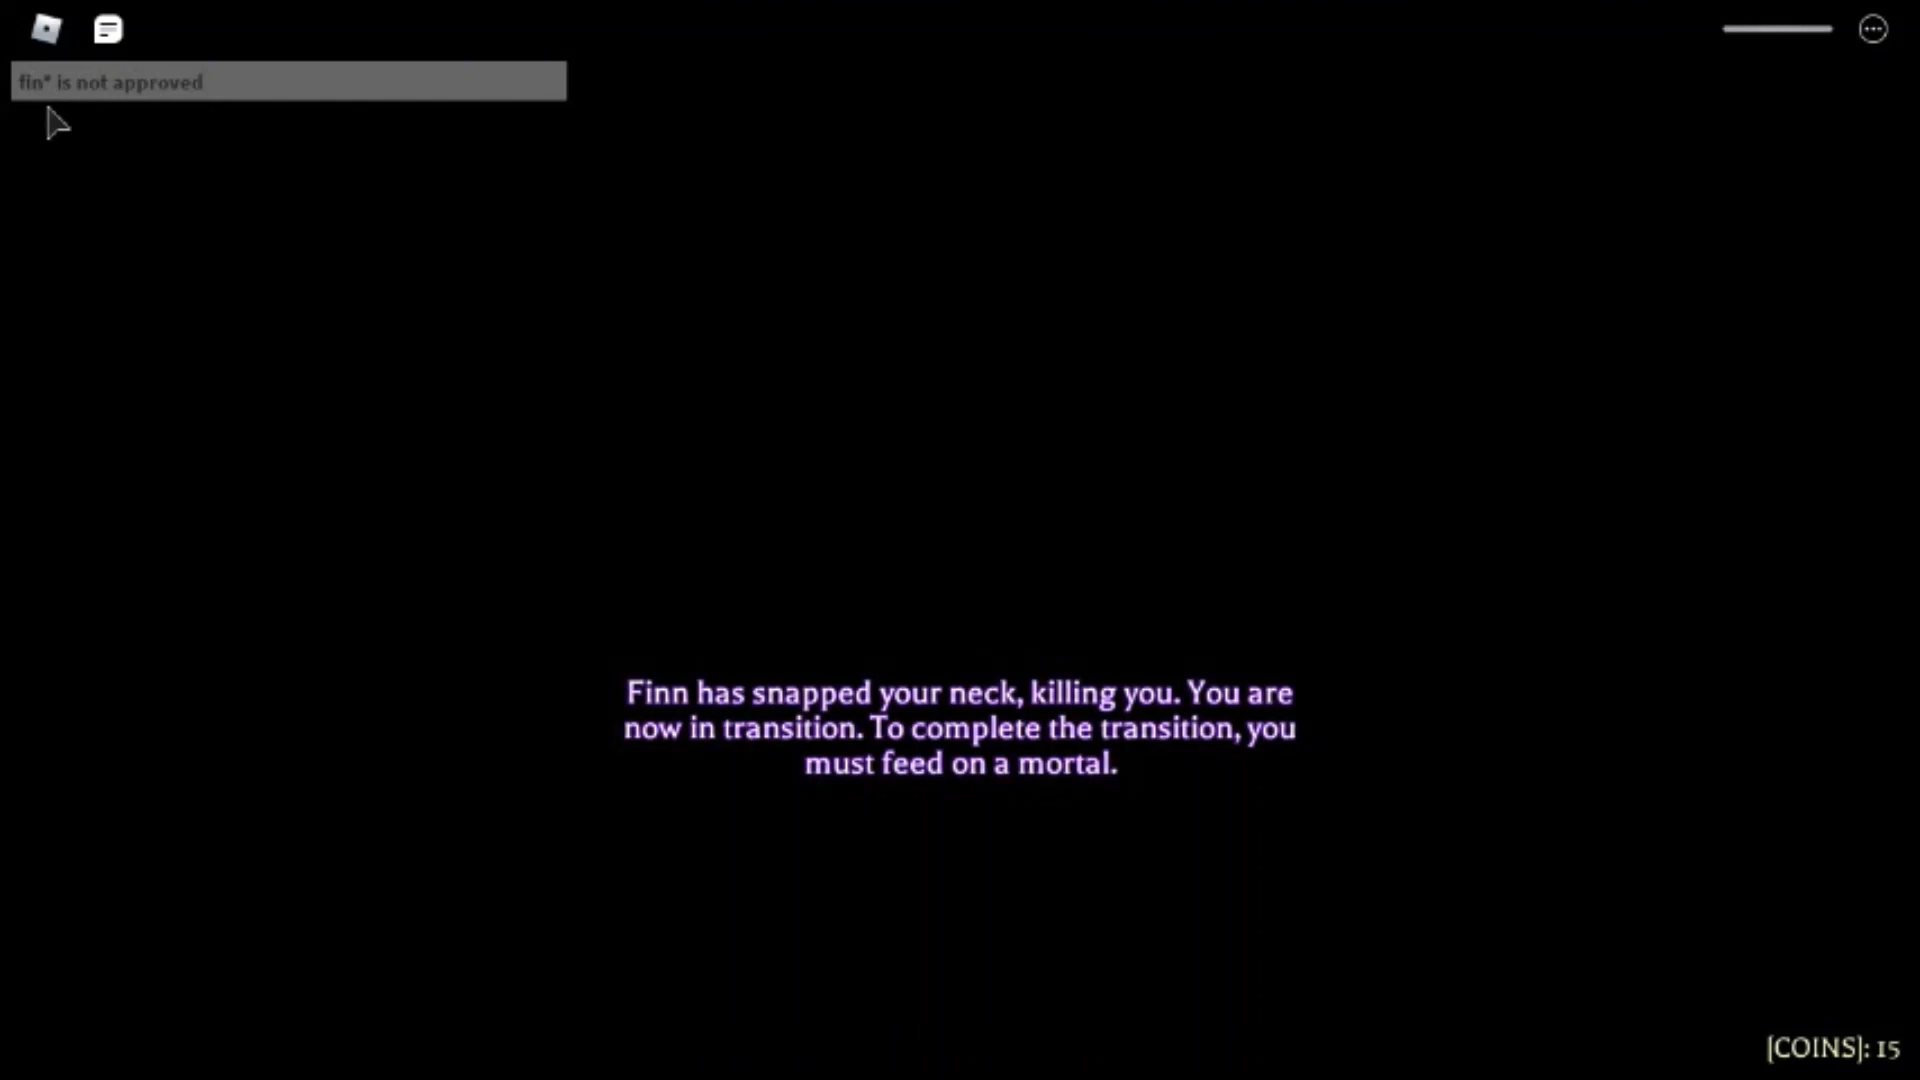 fin* is not approved
Finn has snapped your neck, killing you. You are
now in transition. To complete the transition, you
must feed on a mortal.
[COINS]: 15